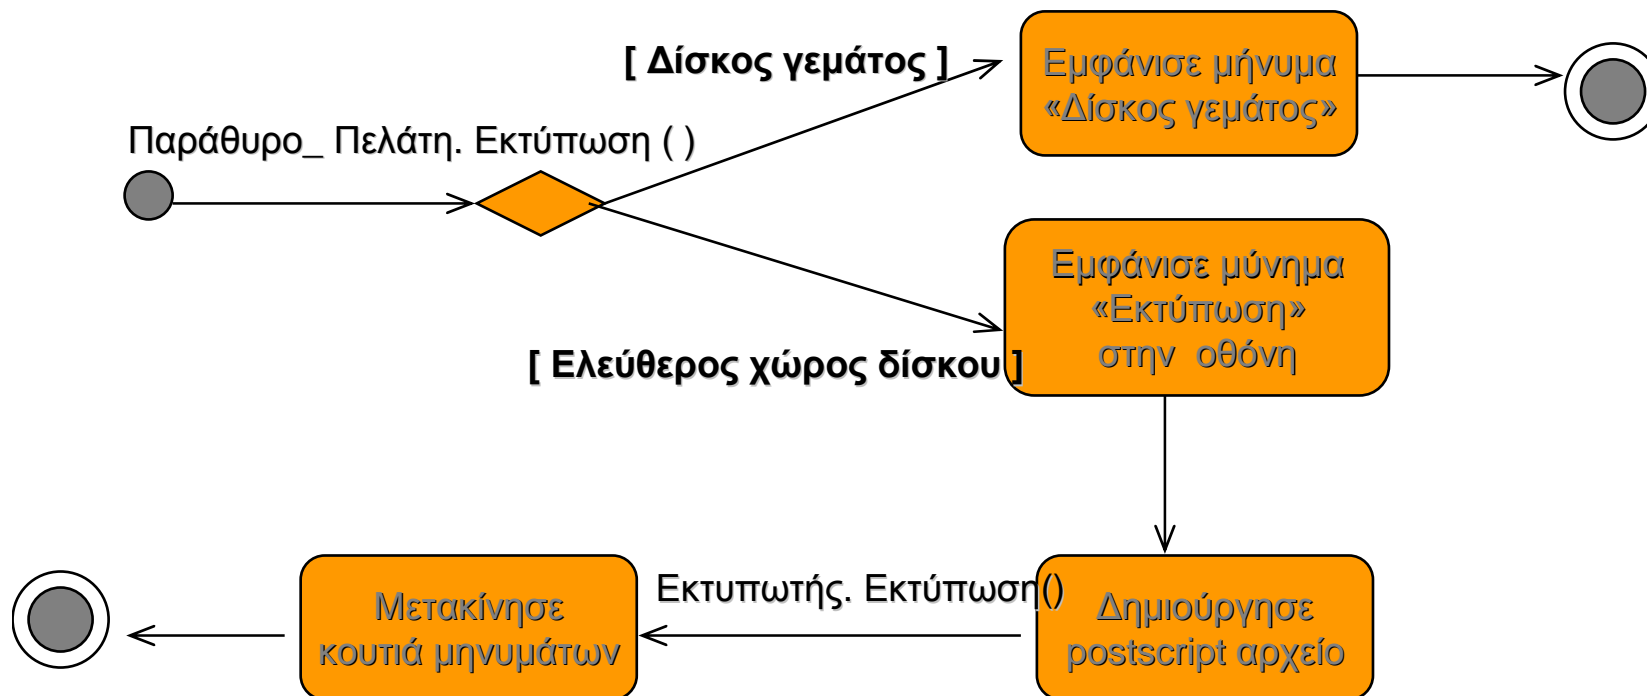 [ Δίσκος γεμάτος ]
Εμφάνισε μήνυμα
«Δίσκος γεμάτος»
Παράθυρο_ Πελάτη. Εκτύπωση ( )
Εμφάνισε μύνημα
«Εκτύπωση»
στην οθόνη
[ Ελεύθερος χώρος δίσκου ]
Μετακίνησε
κουτιά μηνυμάτων
Εκτυπωτής. Εκτύπωση()
Δημιούργησε
postscript αρχείο